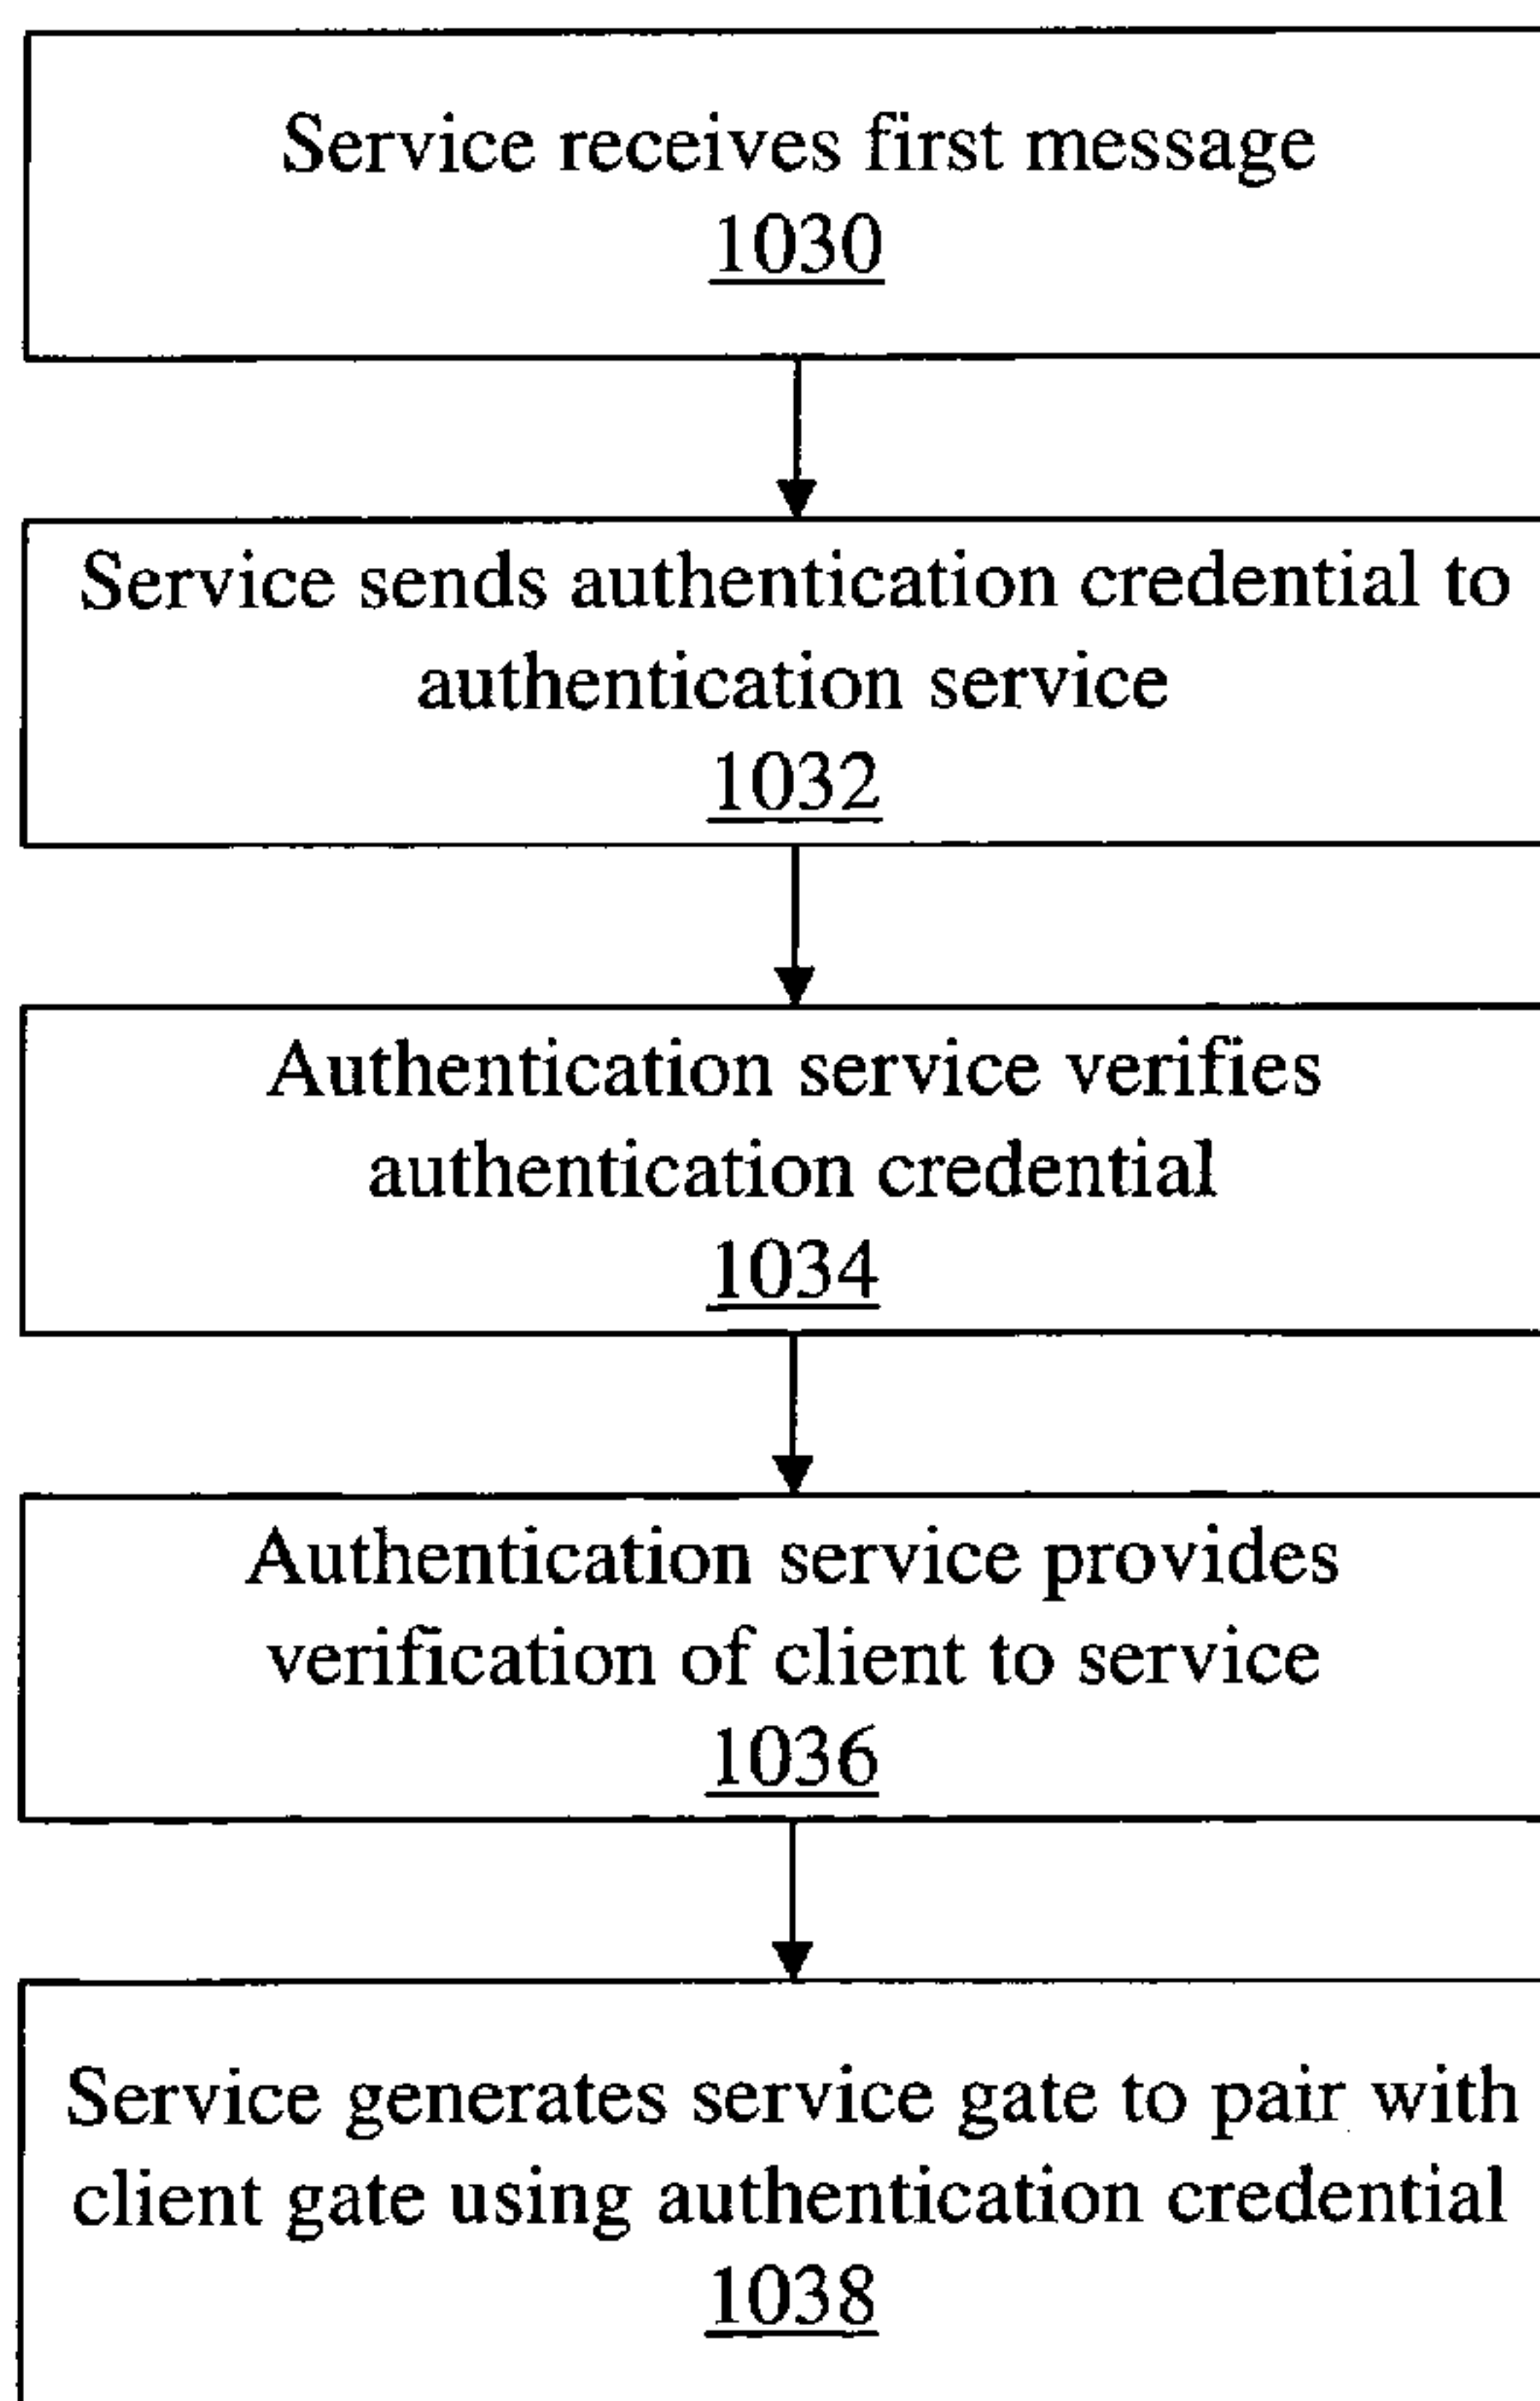 Service receives first message
1030
Service sends authentication credential to
authentication service
1032
Authentication service verifies
authentication credential
1034
Authentication service provides
verification of client to service
1036
Service generates service gate to pair with
client gate using authentication credential
1038